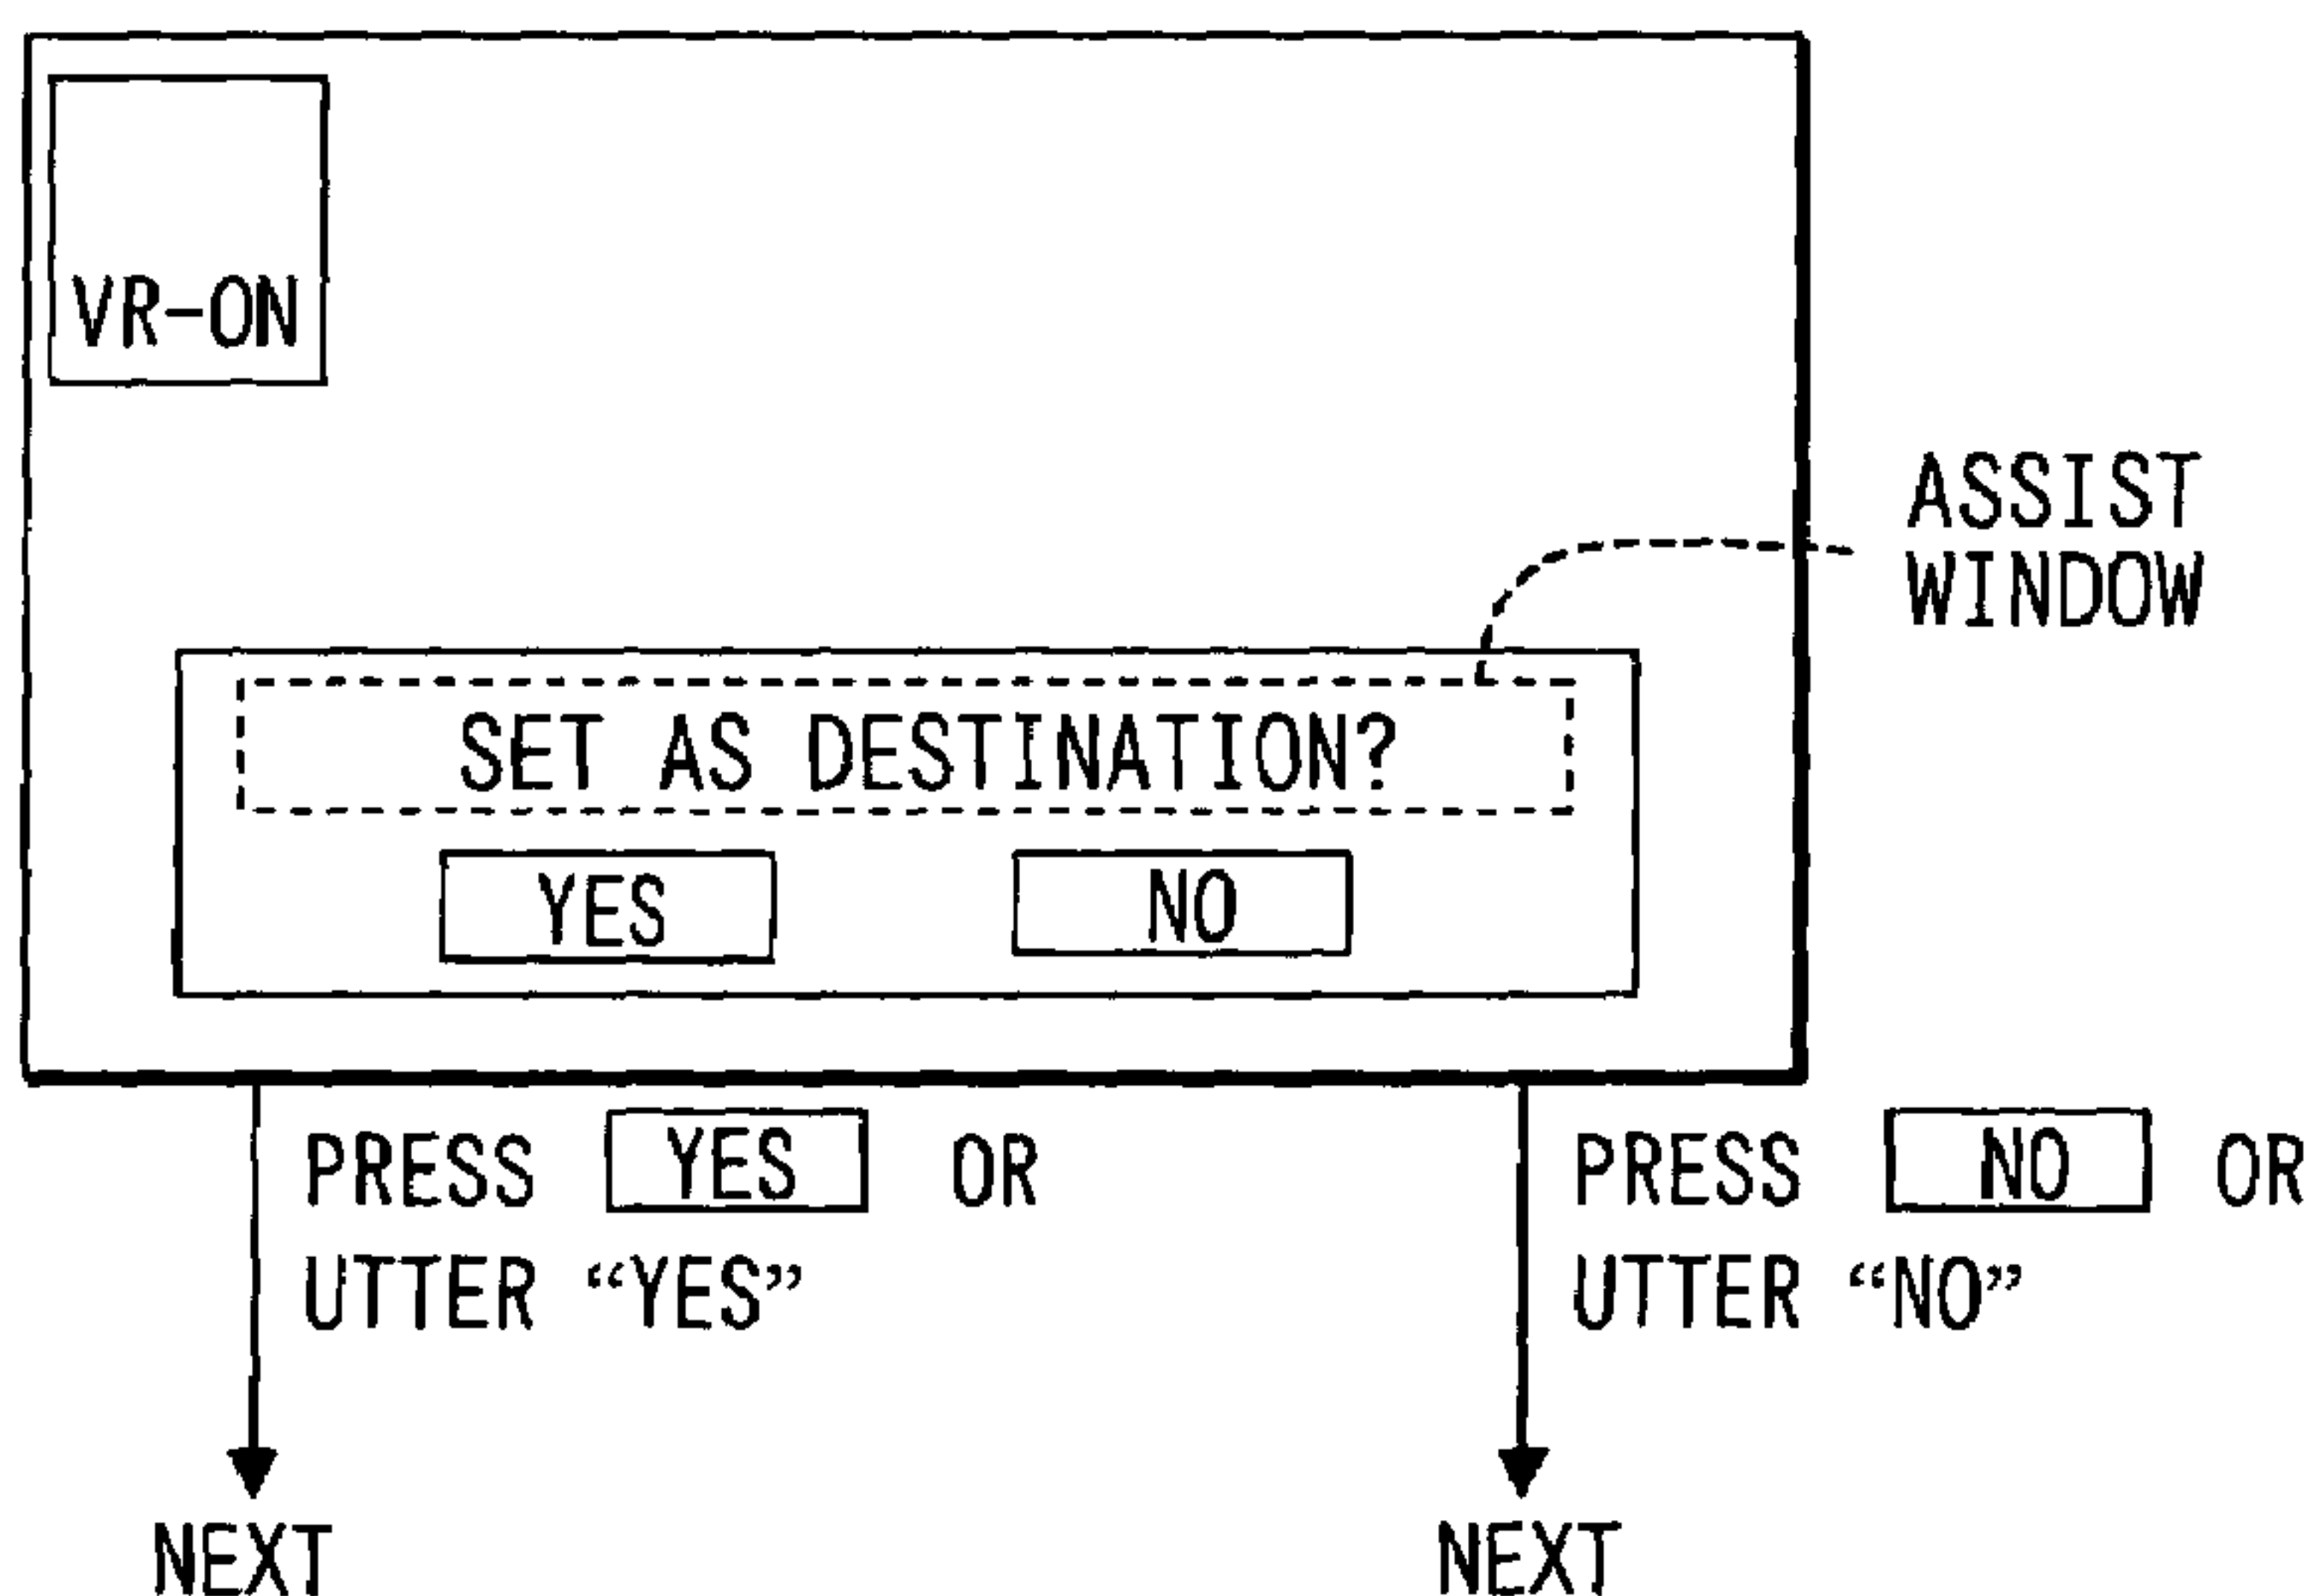 VR-ON
ASSIST
WINDOW
SET AS DESTINATION?
YES NO
PRESS YES OR
UTTER “YES”
PRESS NO OR
UTTER “NO”
NEXT NEXT